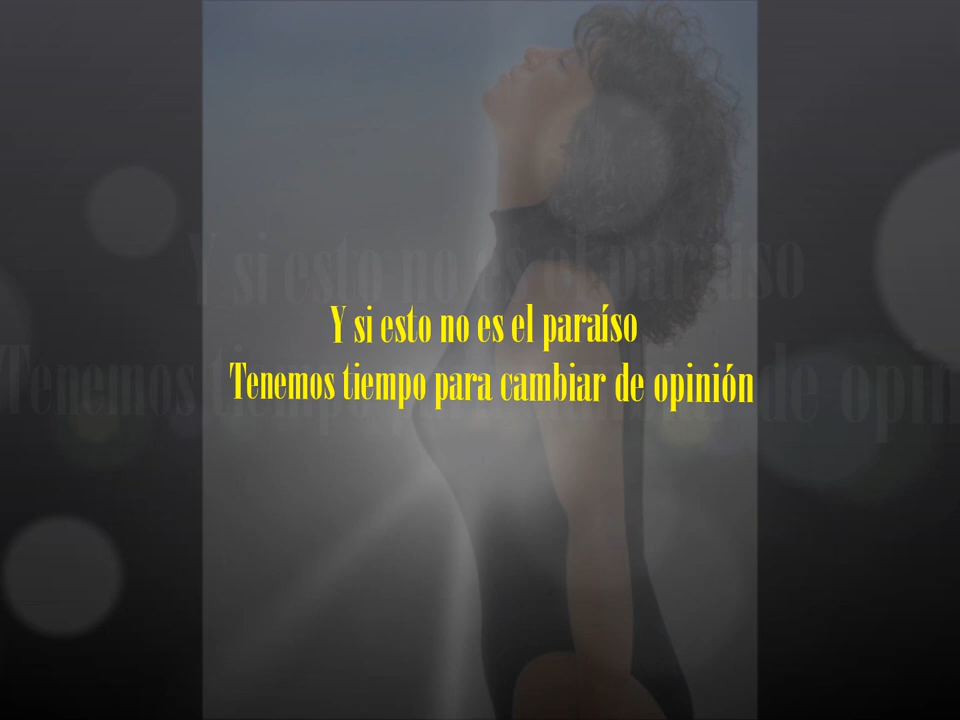 Y si esto no es el paraíso
Tenemos tiempo para cambiar de opinión